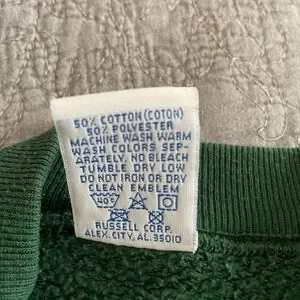 50% COTTON (COTON)
50% POLYESTER
MACHINE WASH WARM
WASH COLORS SEP-
ARATELY. NO BLEACH
TUMBLE DRY LOW
DO NOT IRON OR DRY
CLEAN EMBLEM
40°
RUSSELL CORP.
ALEX. CITY, AL. 35010